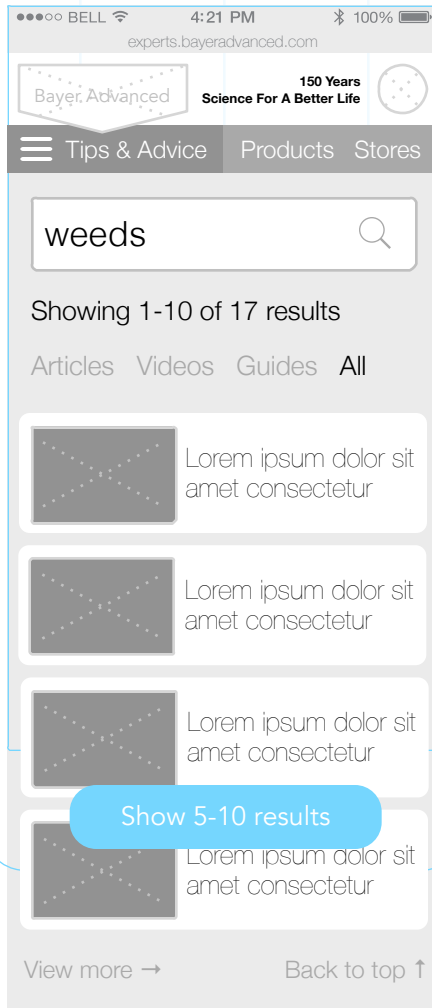 BELL 4:21 PM 100%
experts.bayeradvanced.com
Bayer Advanced
150 Years
Science For A Better Life
Tips & Advice Products Stores
weeds
Showing 1-10 of 17 results
Articles Videos Guides All
Lorem ipsum dolor sit
amet consectetur
Lorem ipsum dolor sit
amet consectetur
Lorem ipsum dolor sit
amet consectetur
Show 5-10 results
Lorem ipsum dolor sit
amet consectetur
View more → Back to top ↑